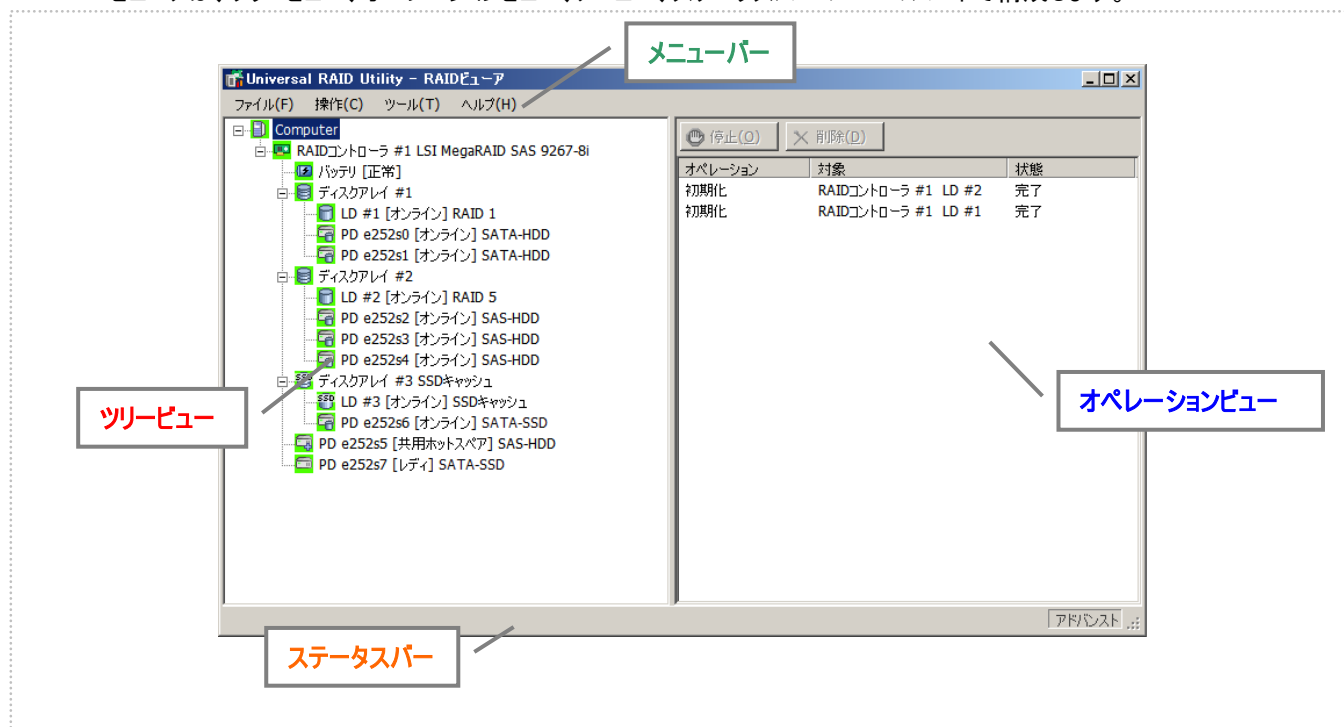 メニューバー
Universal RAID Utility - RAIDビューア
ファイル(F) 操作(C) ツール(T) ヘルプ(H)
Computer
RAIDコントローラ #1 LSI MegaRAID SAS 9267-8i
バッテリ [正常]
ディスクアレイ #1
LD #1 [オンライン] RAID 1
PD e252s0 [オンライン] SATA-HDD
PD e252s1 [オンライン] SATA-HDD
ディスクアレイ #2
LD #2 [オンライン] RAID 5
PD e252s2 [オンライン] SAS-HDD
PD e252s3 [オンライン] SAS-HDD
PD e252s4 [オンライン] SAS-HDD
ディスクアレイ #3 SSDキャッシュ
LD #3 [オンライン] SSDキャッシュ
PD e252s6 [オンライン] SATA-SSD
PD e252s5 [共用ホットスペア] SAS-HDD
PD e252s7 [レディ] SATA-SSD
停止(O) 削除(D)
オペレーション 対象 状態
初期化 RAIDコントローラ #1 LD #2 完了
初期化 RAIDコントローラ #1 LD #1 完了
ツリービュー
オペレーションビュー
アドバンスト
ステータスバー